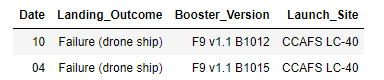 Date Landing_Outcome Booster_Version Launch_Site
10 Failure (drone ship) F9 v1.1 B1012 CCAFS LC-40
04 Failure (drone ship) F9 v1.1 B1015 CCAFS LC-40